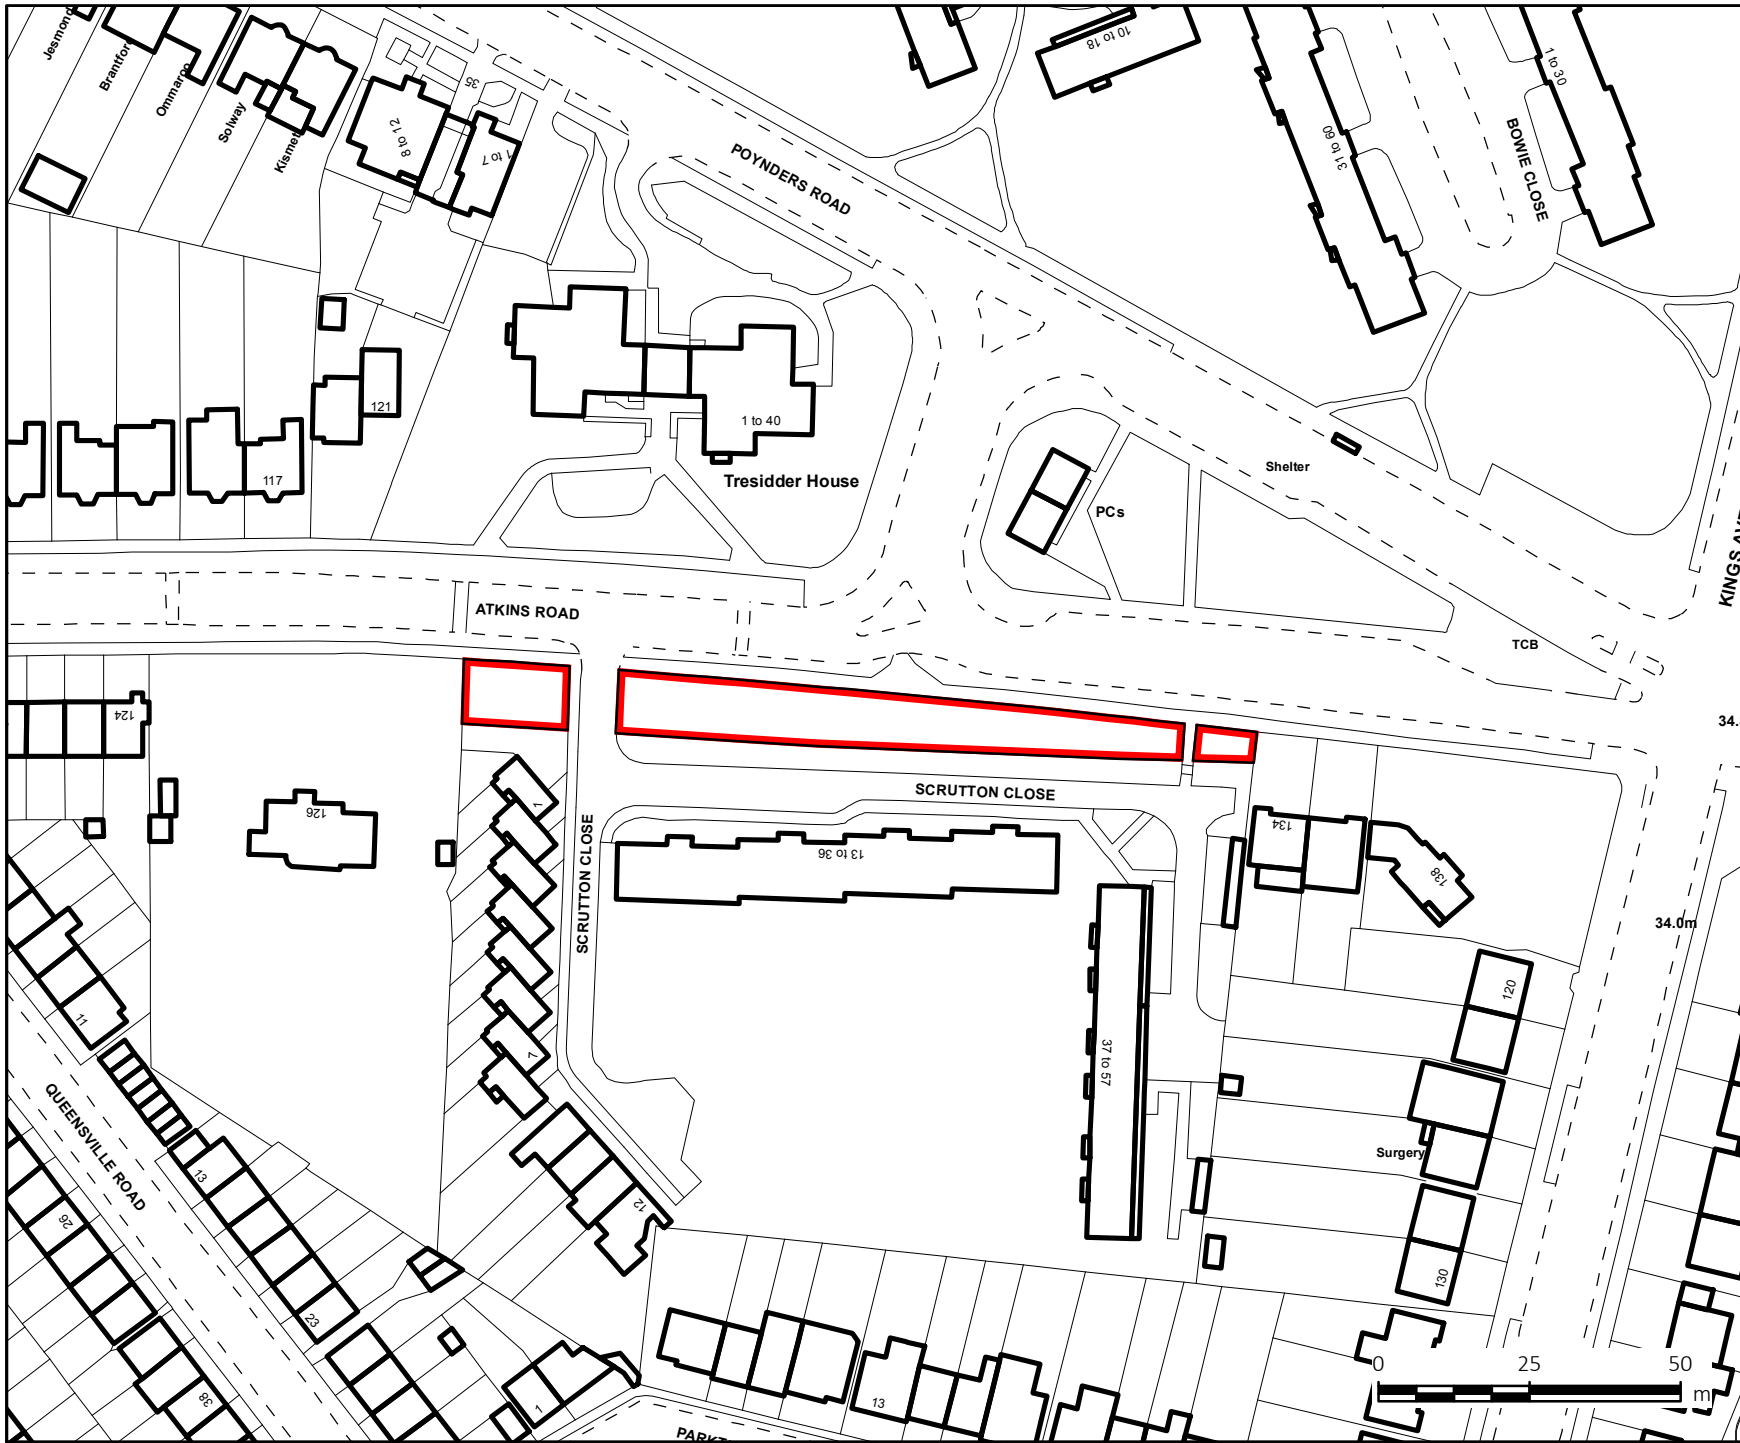 Jesmond
Brantford
Ommaroo
Solway
Kismet
35
8 to 12
1 to 7
POYNDERS ROAD
10 to 18
31 to 60
1 to 30
BOWIE CLOSE
121
117
1 to 40
Tresidder House
PCs
Shelter
KINGS AVE
ATKINS ROAD
TCB
124
34.
126
1
SCRUTTON CLOSE
SCRUTTON CLOSE
13 to 36
134
138
34.0m
120
11
7
37 to 57
QUEENSVILLE ROAD
13
26
12
Surgery
130
23
38
1
13
0 25 50
m